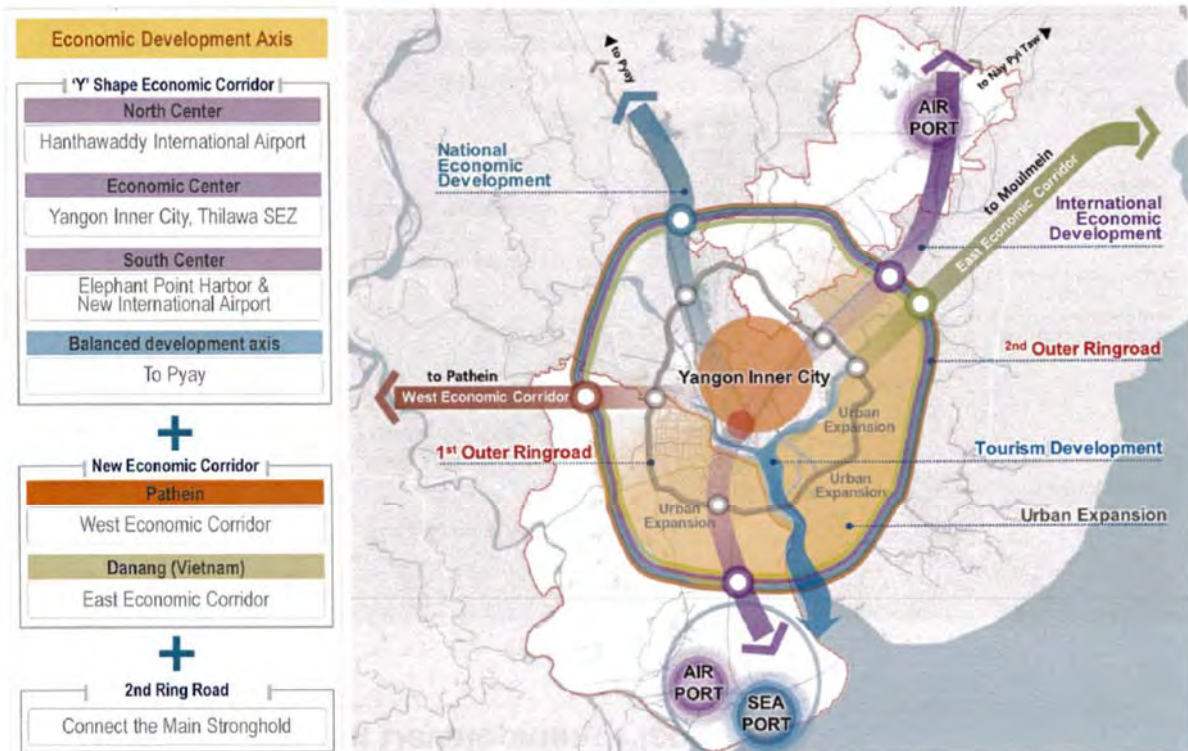 Economic Development Axis
'Y' Shape Economic Corridor
North Center
Hanthawaddy International Airport
Economic Center
Yangon Inner City, Thilawa SEZ
South Center
Elephant Point Harbor &
New International Airport
Balanced development axis
To Pyay
+
New Economic Corridor
Pathein
West Economic Corridor
Danang (Vietnam)
East Economic Corridor
+
2nd Ring Road
Connect the Main Stronghold
to Pyay
to Nay Pyi Taw
AIR
PORT
National
Economic
Development
to Moulmein
East Economic Corridor
International
Economic
Development
2nd Outer Ringroad
Yangon Inner City
to Pathein
West Economic Corridor
Urban
Expansion
1st Outer Ringroad
Tourism Development
Urban
Expansion
Urban
Expansion
Urban Expansion
AIR
PORT
SEA
PORT